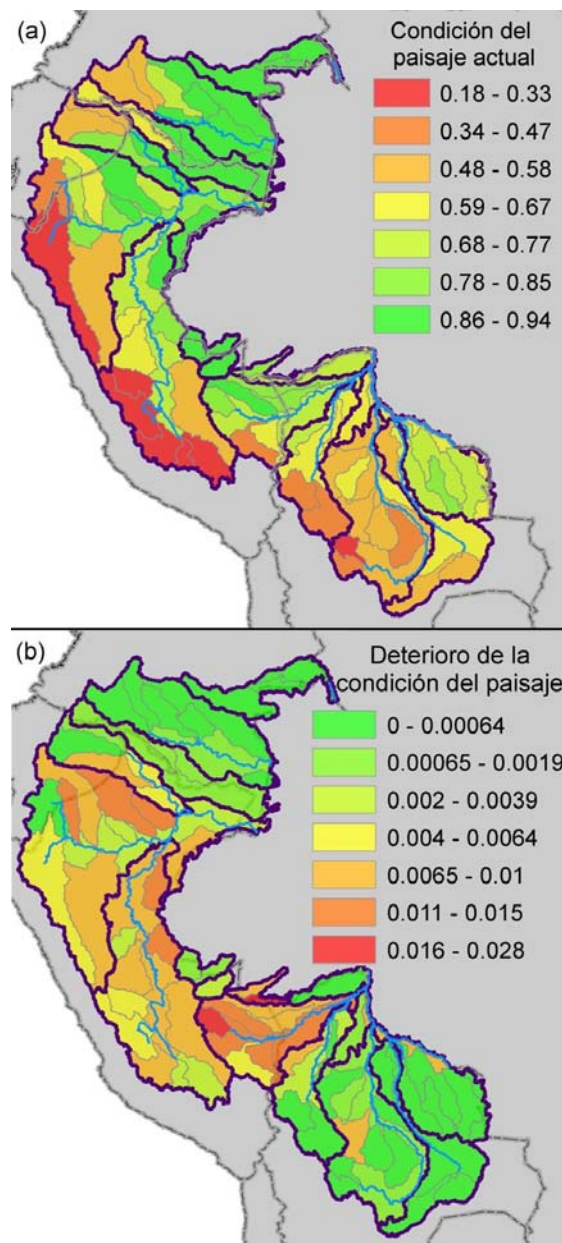 (a)
Condición del
paisaje actual
0.18 - 0.33
0.34 - 0.47
0.48 - 0.58
0.59 - 0.67
0.68 - 0.77
0.78 - 0.85
0.86 - 0.94
(b)
Deterioro de la
condición del paisaje
0 - 0.00064
0.00065 - 0.0019
0.002 - 0.0039
0.004 - 0.0064
0.0065 - 0.01
0.011 - 0.015
0.016 - 0.028